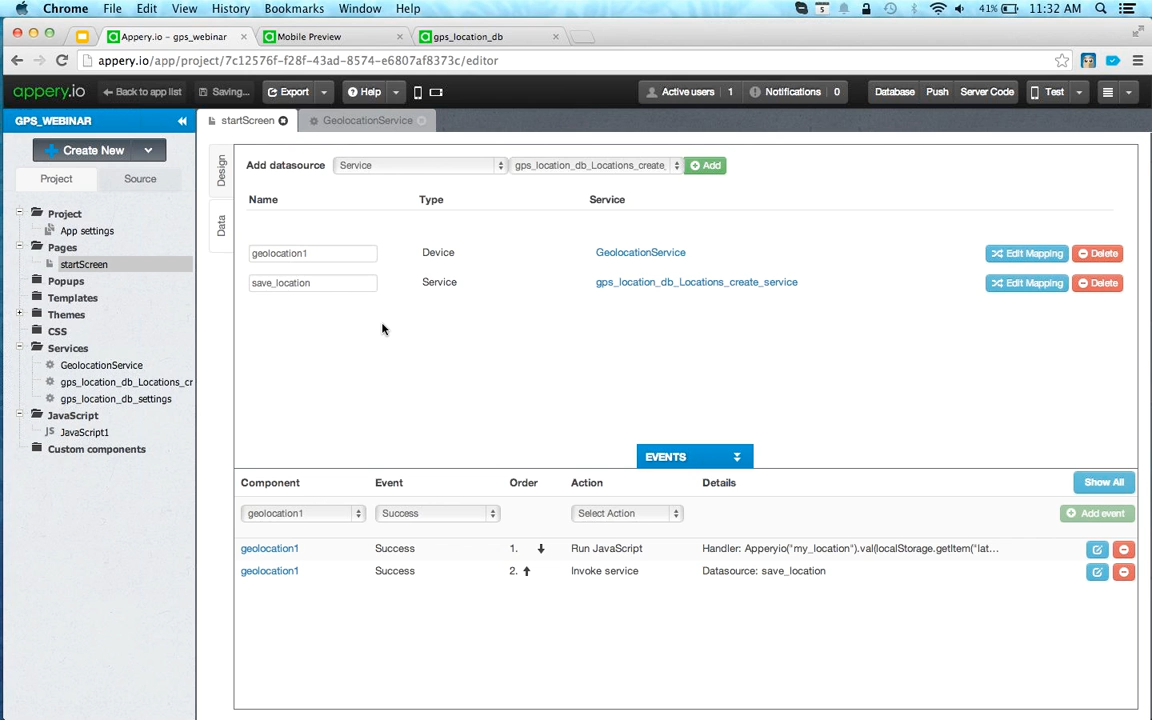 Chrome File Edit View History Bookmarks Window Help 5 41% 11:32 AM
Appery.io – gps_webinar × Mobile Preview × gps_location_db ×
appery.io/app/project/7c12576f-f28f-43ad-8574-e6807af8373c/editor
appery.io Back to app list Saving... Export Help Active users 1 Notifications 0 Database Push Server Code Test
GPS_WEBINAR startScreen GeolocationService
Create New
Project Source
Project
App settings
Pages
startScreen
Popups
Templates
Themes
CSS
Services
GeolocationService
gps_location_db_Locations_cr
gps_location_db_settings
JavaScript
JS JavaScript1
Custom components
Design
Data
Add datasource Service gps_location_db_Locations_create_ Add
Name Type Service
geolocation1 Device GeolocationService Edit Mapping Delete
save_location Service gps_location_db_Locations_create_service Edit Mapping Delete
EVENTS
Component Event Order Action Details Show All
geolocation1 Success Select Action Add event
geolocation1 Success 1. Run JavaScript Handler: Apperyio("my_location").val(localStorage.getItem("lat...
geolocation1 Success 2. Invoke service Datasource: save_location